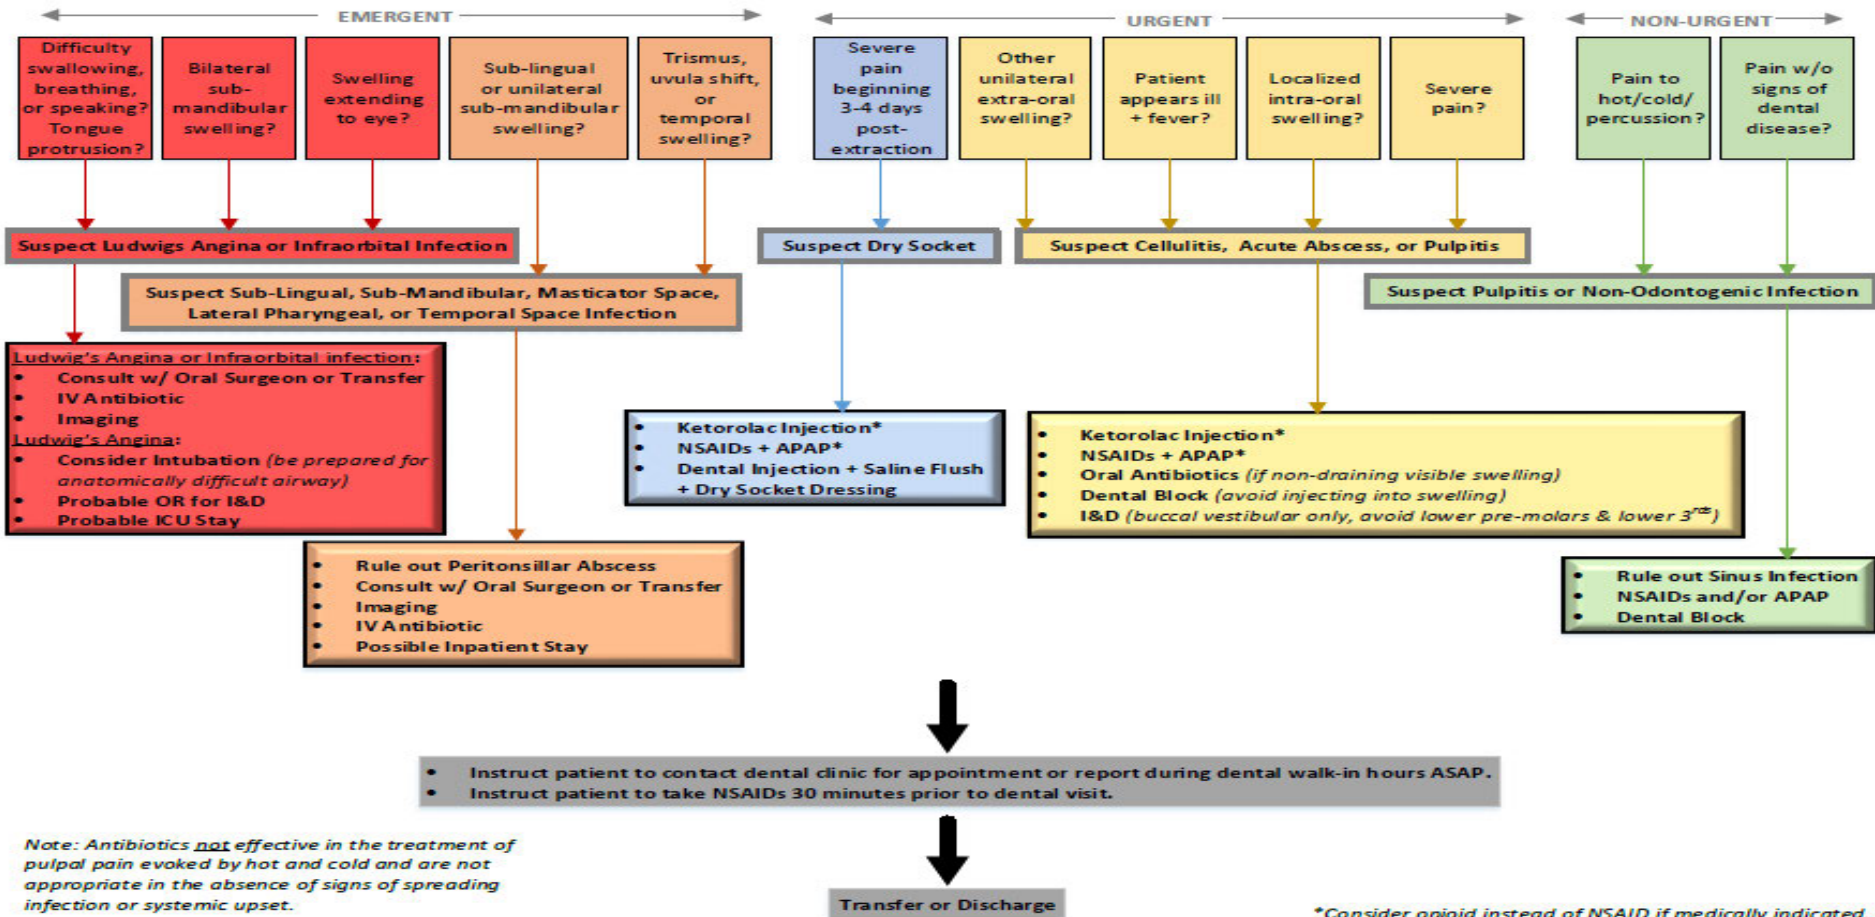 EMERGENT
URGENT
NON-URGENT
Difficulty
swallowing,
breathing,
or speaking?
Tongue
protrusion?
Bilateral
sub-
mandibular
swelling?
Swelling
extending
to eye?
Sub-lingual
or unilateral
sub-mandibular
swelling?
Trismus,
uvula shift,
or
temporal
swelling?
Severe
pain
beginning
3-4 days
post-
extraction
Other
unilateral
extra-oral
swelling?
Patient
appears ill
+ fever?
Localized
intra-oral
swelling?
Severe
pain?
Pain to
hot/cold/
percussion?
Pain w/o
signs of
dental
disease?
Suspect Ludwigs Angina or Infraorbital Infection
Suspect Dry Socket
Suspect Cellulitis, Acute Abscess, or Pulpitis
Suspect Sub-Lingual, Sub-Mandibular, Masticator Space,
Lateral Pharyngeal, or Temporal Space Infection
Suspect Pulpitis or Non-Odontogenic Infection
Ludwig's Angina or Infraorbital infection:
• Consult w/ Oral Surgeon or Transfer
• IV Antibiotic
• Imaging
Ludwig's Angina:
• Consider Intubation (be prepared for
anatomically difficult airway)
• Probable OR for I&D
• Probable ICU Stay
• Ketorolac Injection*
• NSAIDs + APAP*
• Dental Injection + Saline Flush
+ Dry Socket Dressing
• Ketorolac Injection*
• NSAIDs + APAP*
• Oral Antibiotics (if non-draining visible swelling)
• Dental Block (avoid injecting into swelling)
• I&D (buccal vestibular only, avoid lower pre-molars & lower 3rds)
• Rule out Peritonsillar Abscess
• Consult w/ Oral Surgeon or Transfer
• Imaging
• IV Antibiotic
• Possible Inpatient Stay
• Rule out Sinus Infection
• NSAIDs and/or APAP
• Dental Block
• Instruct patient to contact dental clinic for appointment or report during dental walk-in hours ASAP.
• Instruct patient to take NSAIDs 30 minutes prior to dental visit.
Note: Antibiotics not effective in the treatment of
pulpal pain evoked by hot and cold and are not
appropriate in the absence of signs of spreading
infection or systemic upset.
Transfer or Discharge
*Consider opioid instead of NSAID if medically indicated